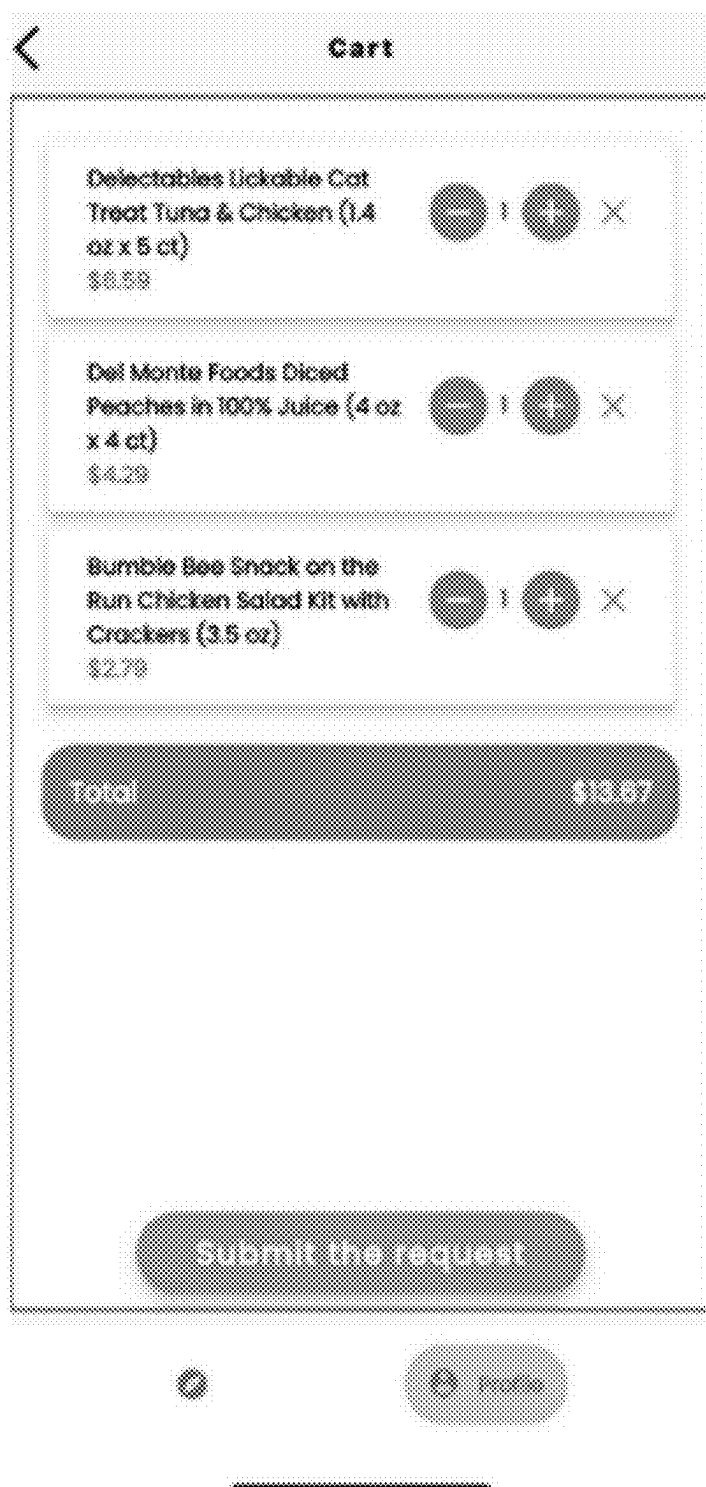 Cart
Delectables Lickable Cat
Treat Tuna & Chicken (1.4
oz x 5 ct)
$6.59
1
Del Monte Foods Diced
Peaches in 100% Juice (4 oz
x 4 ct)
$4.29
1
Bumble Bee Snack on the
Run Chicken Salad Kit with
Crackers (3.5 oz)
$2.79
1
Total $13.67
Submit the request
Profile